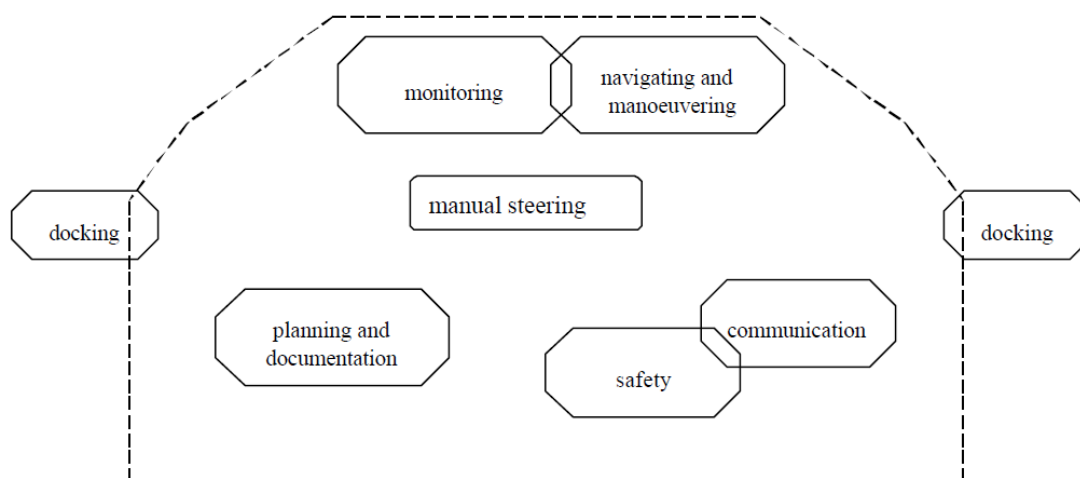 monitoring
navigating and
manoeuvering
manual steering
docking
docking
planning and
documentation
communication
safety